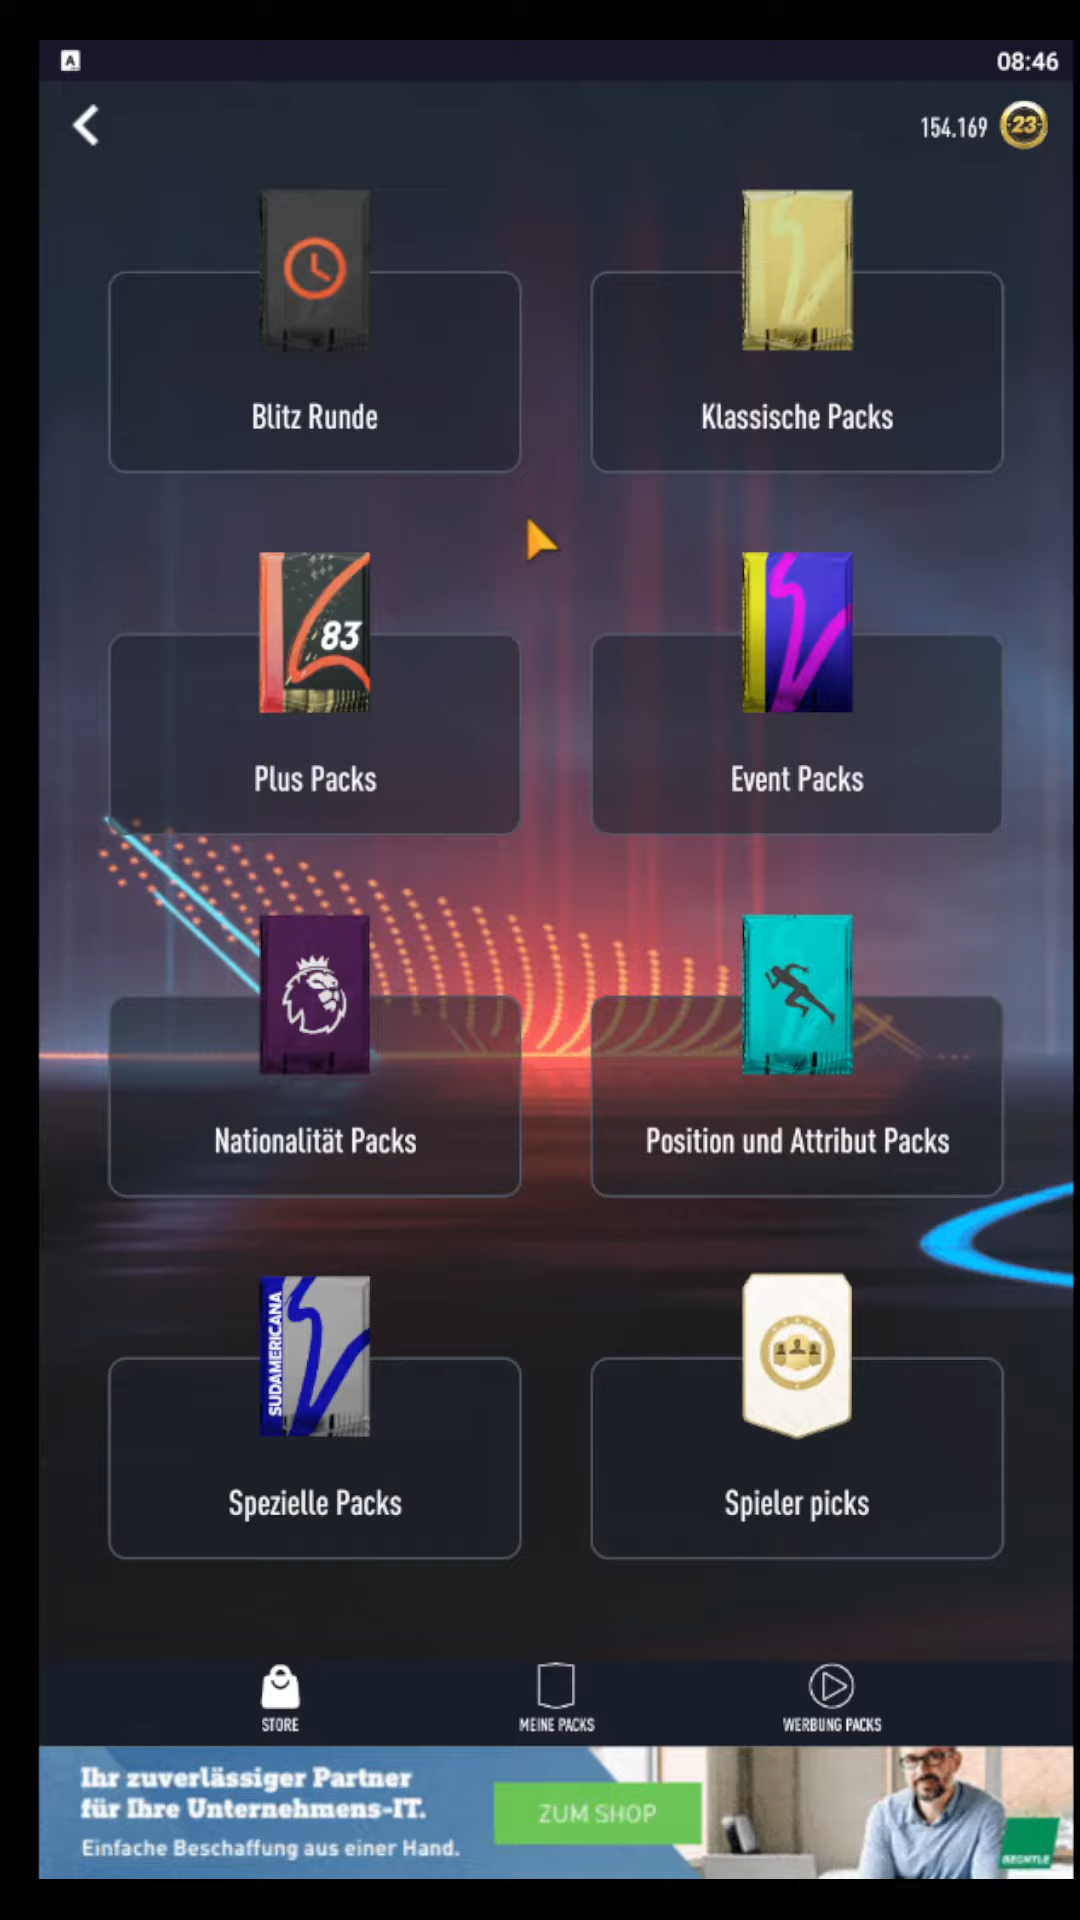 A
08:46
154.169 23
Blitz Runde
Klassische Packs
83
Plus Packs
Event Packs
Nationalität Packs
Position und Attribut Packs
SUDAMERICANA
Spezielle Packs
Spieler picks
STORE
MEINE PACKS
WERBUNG PACKS
Ihr zuverlässiger Partner
für Ihre Unternehmens-IT.
Einfache Beschaffung aus einer Hand.
ZUM SHOP
BECHTLE